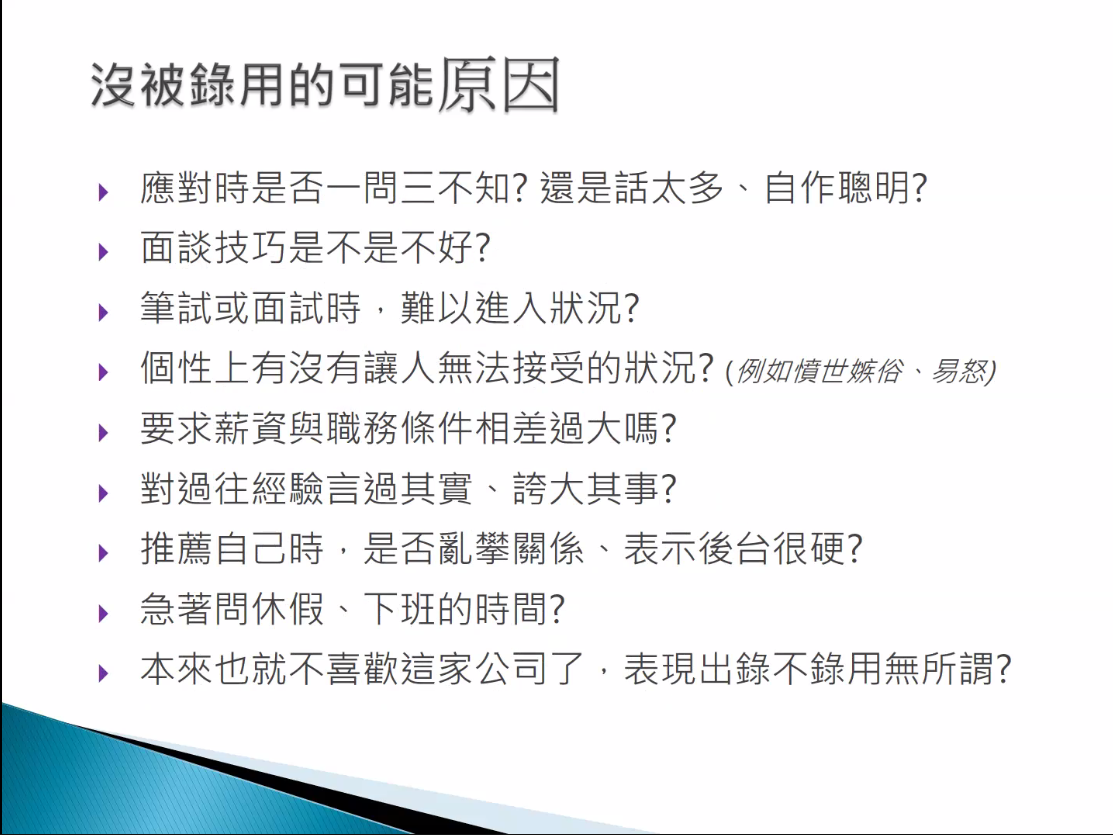 沒被錄用的可能原因
應對時是否一問三不知? 還是話太多、自作聰明?
面談技巧是不是不好?
筆試或面試時，難以進入狀況?
個性上有沒有讓人無法接受的狀況? (例如憤世嫉俗、易怒)
要求薪資與職務條件相差過大嗎?
對過往經驗言過其實、誇大其事?
推薦自己時，是否亂攀關係、表示後台很硬?
急著問休假、下班的時間?
本來也就不喜歡這家公司了，表現出錄不錄用無所謂?